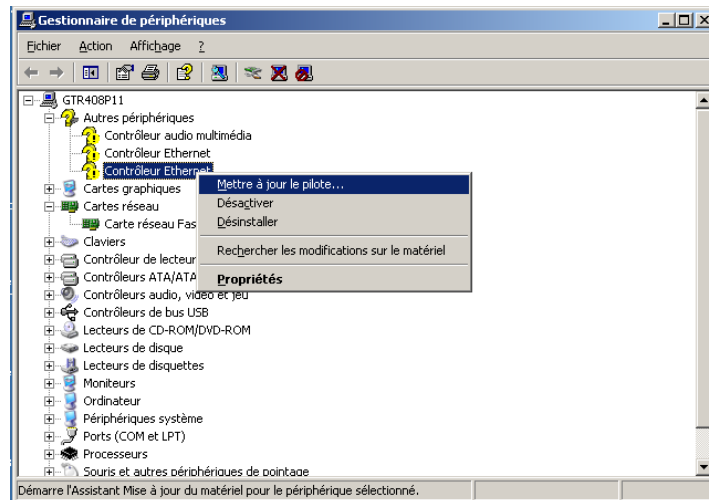 Gestionnaire de périphériques
Fichier Action Affichage ?
GTR408P11
Autres périphériques
Contrôleur audio multimédia
Contrôleur Ethernet
Contrôleur Ethernet
Mettre à jour le pilote...
Cartes graphiques
Désactiver
Cartes réseau
Désinstaller
Carte réseau Fas
Claviers
Rechercher les modifications sur le matériel
Contrôleur de lecteur
Contrôleurs ATA/ATA
Propriétés
Contrôleurs audio, vidéo et jeu
Contrôleurs de bus USB
Lecteurs de CD-ROM/DVD-ROM
Lecteurs de disque
Lecteurs de disquettes
Moniteurs
Ordinateur
Périphériques système
Ports (COM et LPT)
Processeurs
Souris et autres périphériques de pointage
Démarre l'Assistant Mise à jour du matériel pour le périphérique sélectionné.